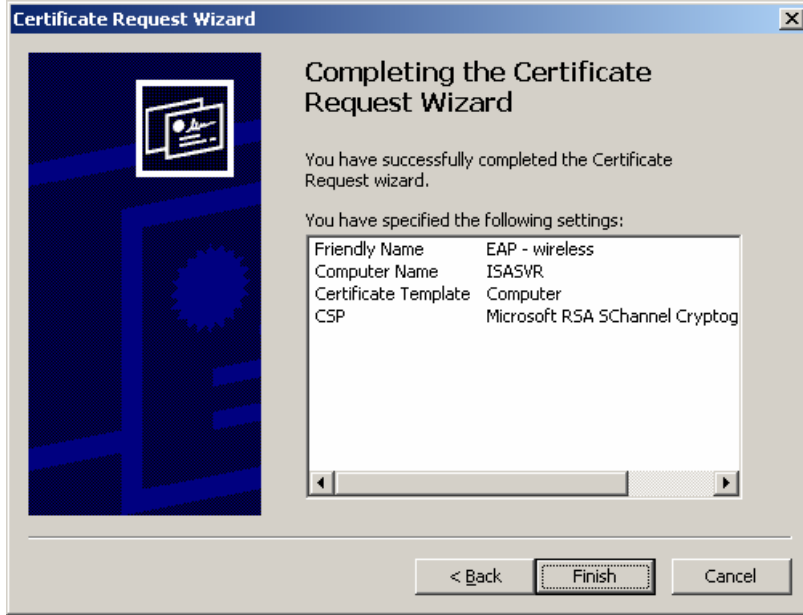 Certificate Request Wizard
Completing the Certificate
Request Wizard
You have successfully completed the Certificate
Request wizard.
You have specified the following settings:
Friendly Name EAP - wireless
Computer Name ISASVR
Certificate Template Computer
CSP Microsoft RSA SChannel Cryptog
< Back Finish Cancel